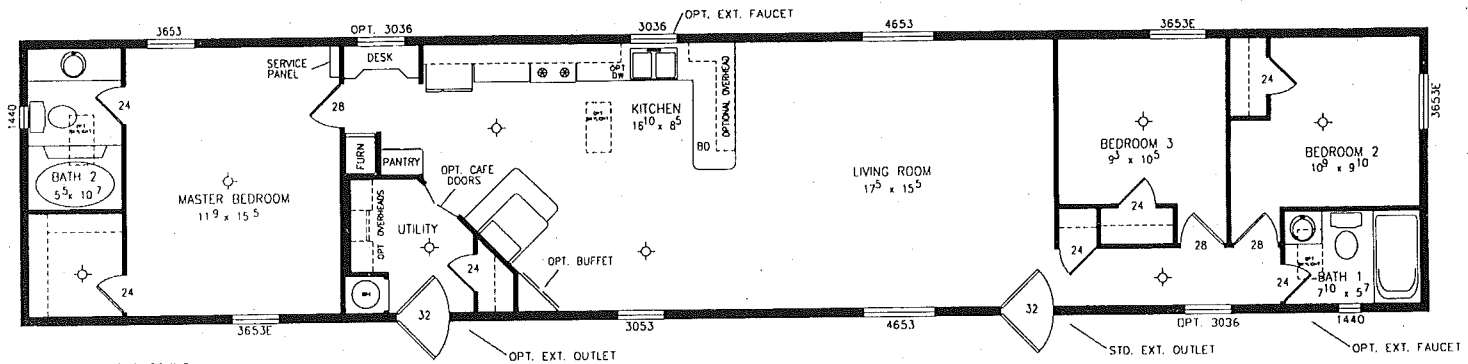 OPT. EXT. FAUCET
3653
OPT. 3036
3036
4653
3653E
SERVICE
PANEL
DESK
OPT
DW
OPTIONAL OVERHEAD
24
28
24
1440
3653E
KITCHEN
16¹⁰ x 8⁵
BEDROOM 3
9³ x 10⁵
BEDROOM 2
10⁹ x 9¹⁰
FURN
PANTRY
OPT. CAFE
DOORS
BD
BATH 2
5⁵ x 10⁷
MASTER BEDROOM
11⁹ x 15⁵
LIVING ROOM
17⁵ x 15⁵
OPT OVERHEADS
UTILITY
24
24
OPT. BUFFET
24
28
28
24
BATH 1
7¹⁰ x 5⁷
24
24
WH
32
32
3653E
3053
4653
OPT. 3036
1440
OPT. EXT. OUTLET
STD. EXT. OUTLET
OPT. EXT. FAUCET